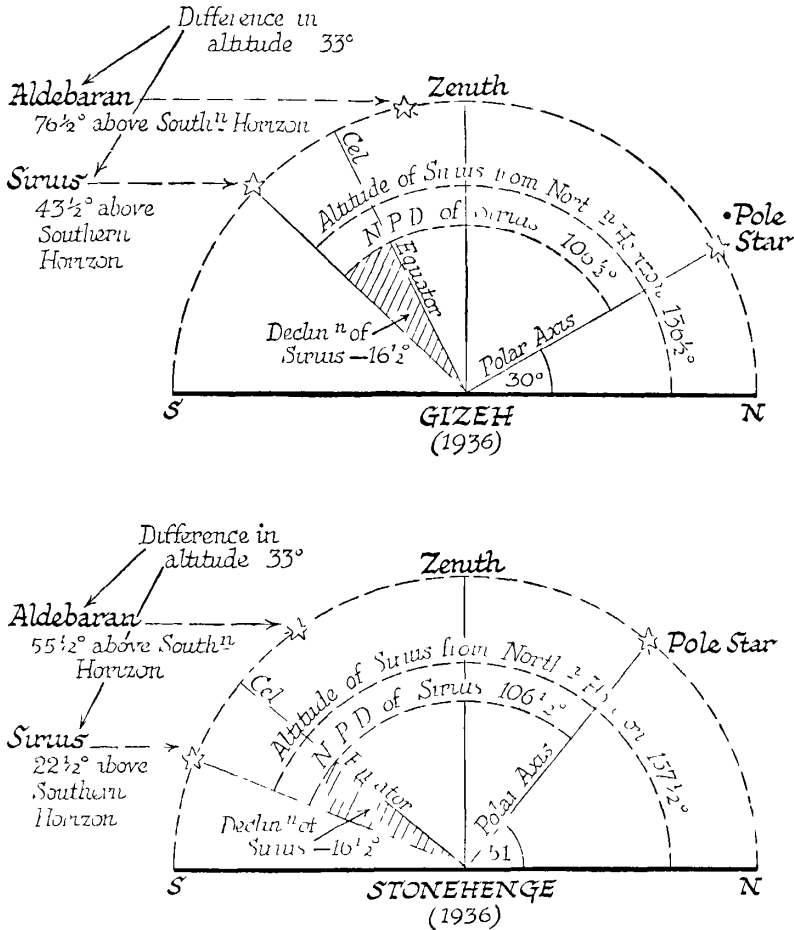 Difference in
altitude 33°
Aldebaran
76½° above Southⁿ Horizon
Zenith
Cel
Equator
Sirius
43½° above
Southern
Horizon
Altitude of Sirius from Northⁿ Horizon 136½°
N P D of Sirius 106½°
•Pole
Star
Declinⁿ of
Sirius —16½°
Polar Axis
30°
S
N
GIZEH
(1936)
Difference in
altitude 33°
Zenith
Aldebaran
55½° above Southⁿ
Horizon
Pole Star
Cel
Equator
Altitude of Sirius from Northⁿ 157½°
N P D of Sirius 106½°
Sirius
22½° above
Southern
Horizon
Declinⁿ of
Sirius —16½°
Polar Axis
51
S
N
STONEHENGE
(1936)